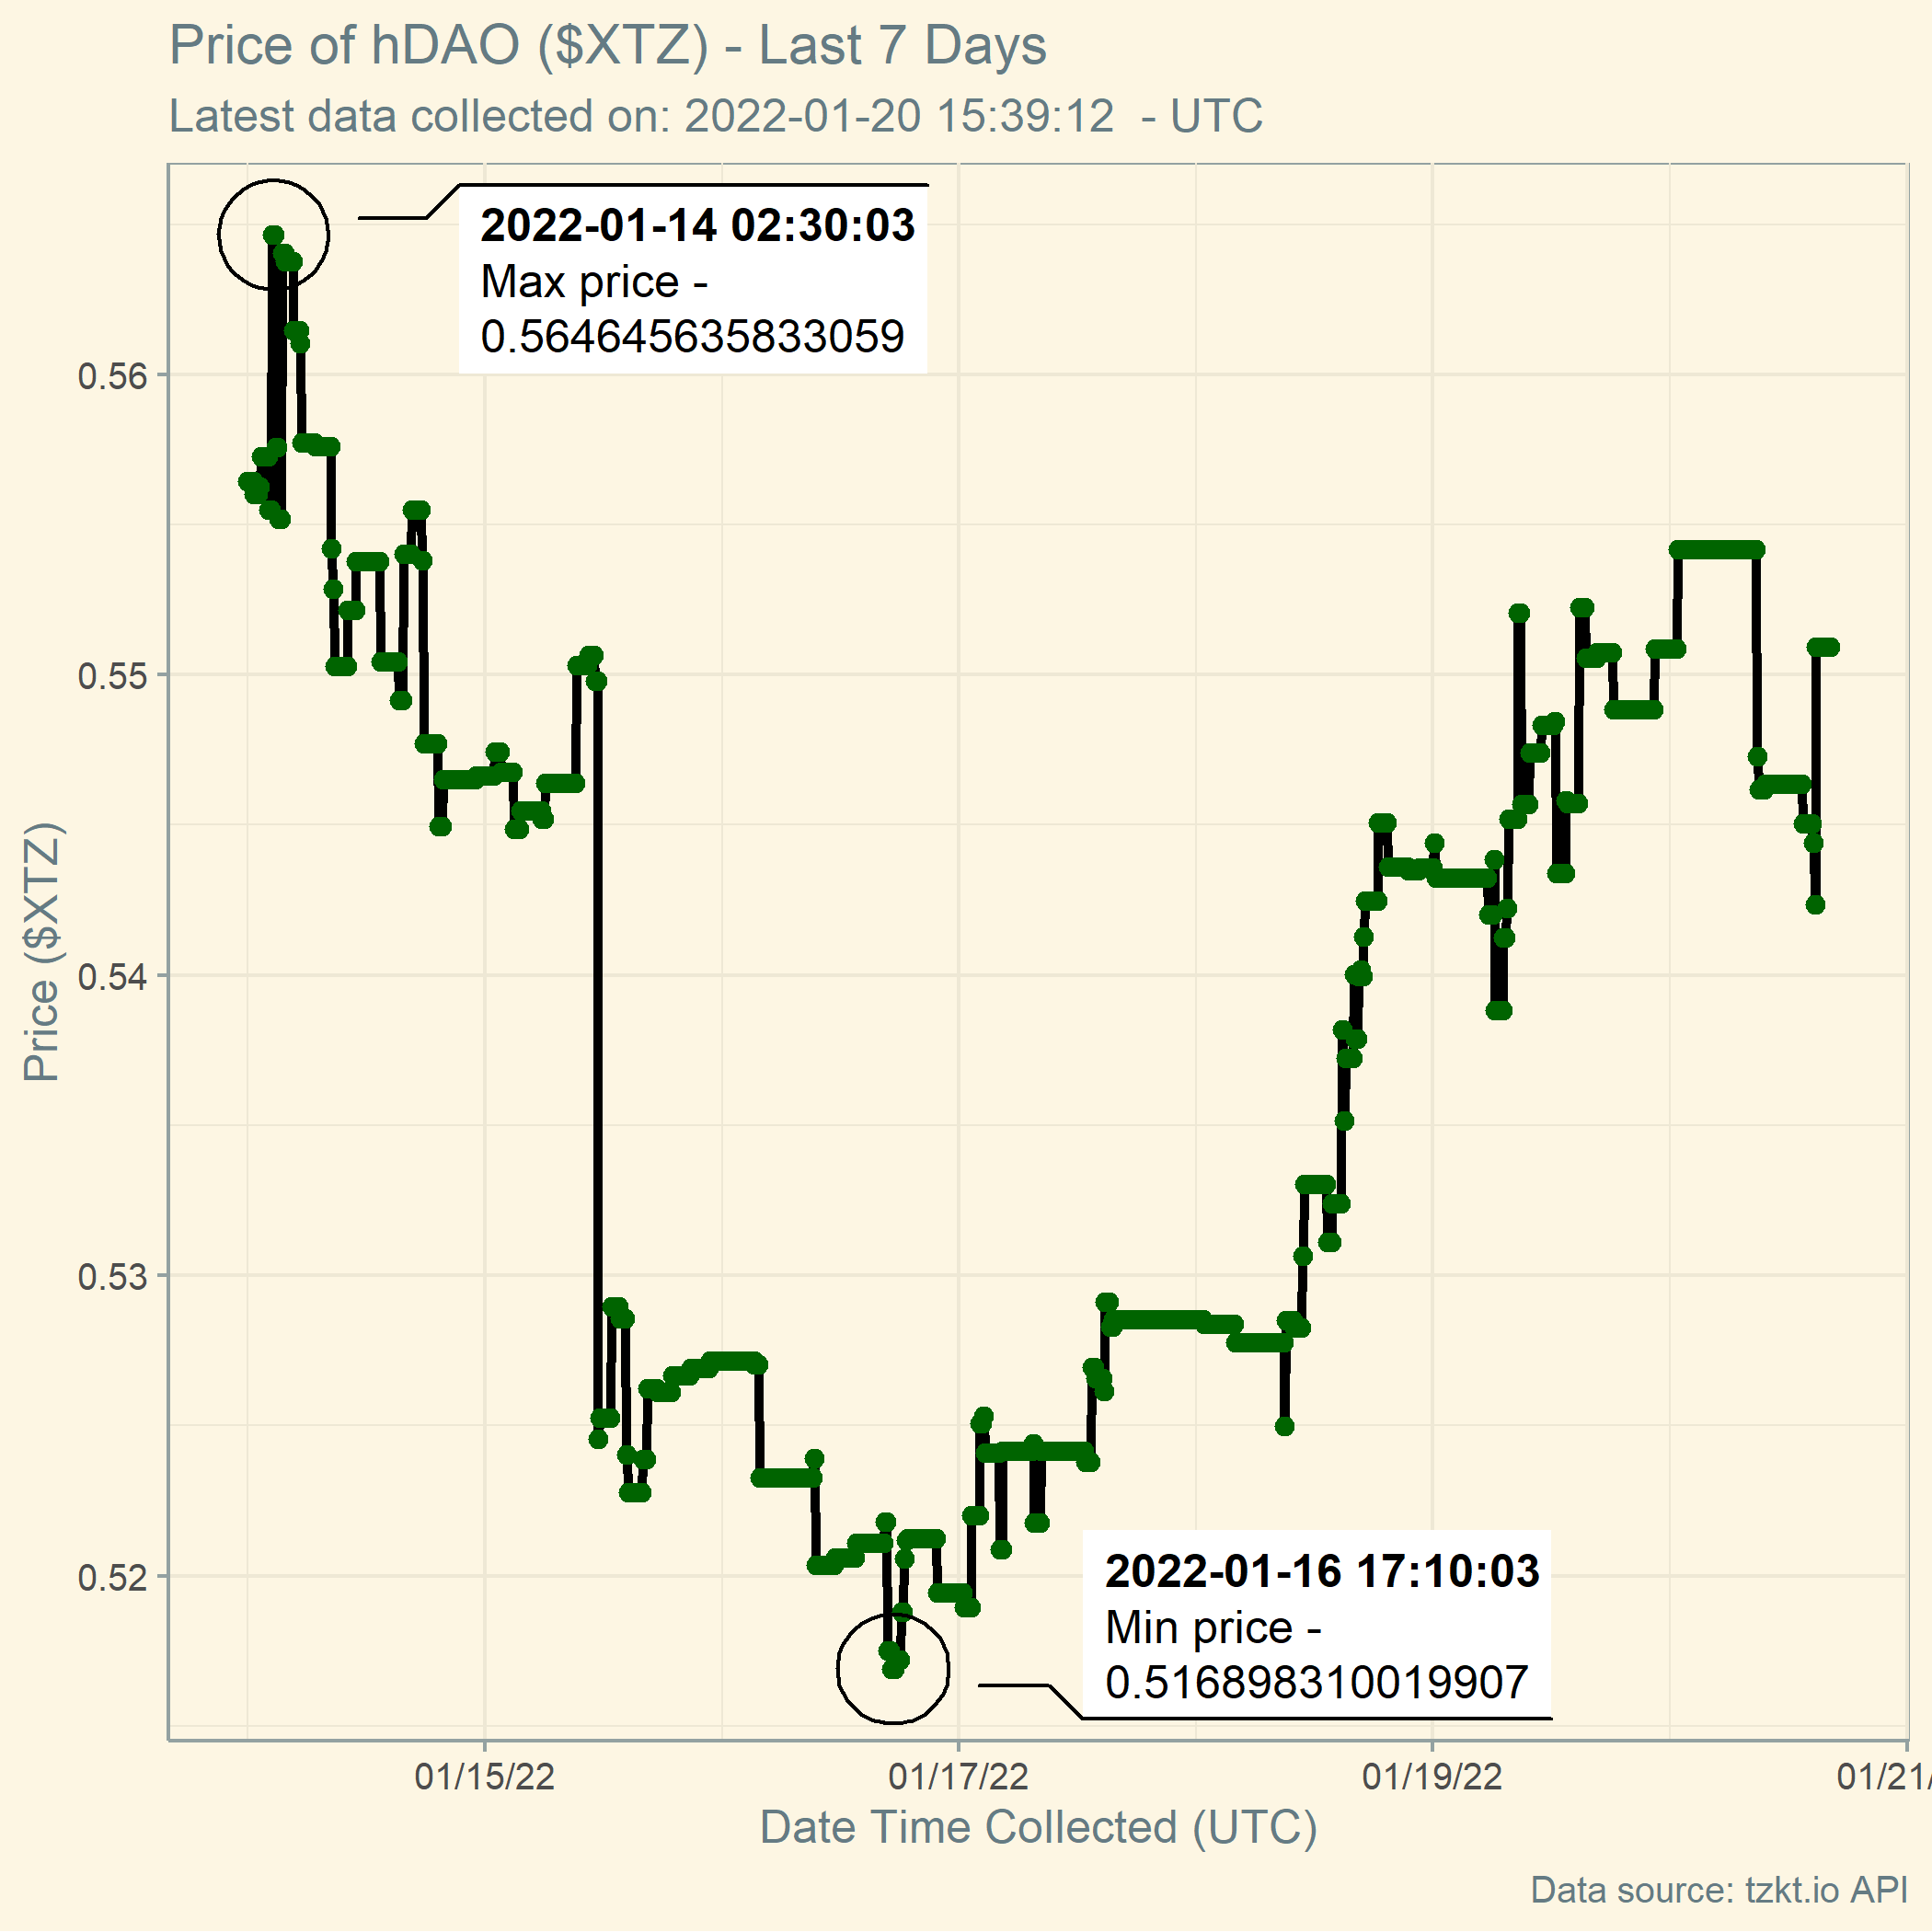 Price of hDAO ($XTZ) - Last 7 Days
Latest data collected on: 2022-01-20 15:39:12  - UTC
2022-01-14 02:30:03
Max price -
0.564645635833059
0.56
0.55
0.54
0.53
0.52
Price ($XTZ)
2022-01-16 17:10:03
Min price -
0.516898310019907
01/15/22
01/17/22
01/19/22
01/21/
Date Time Collected (UTC)
Data source: tzkt.io API